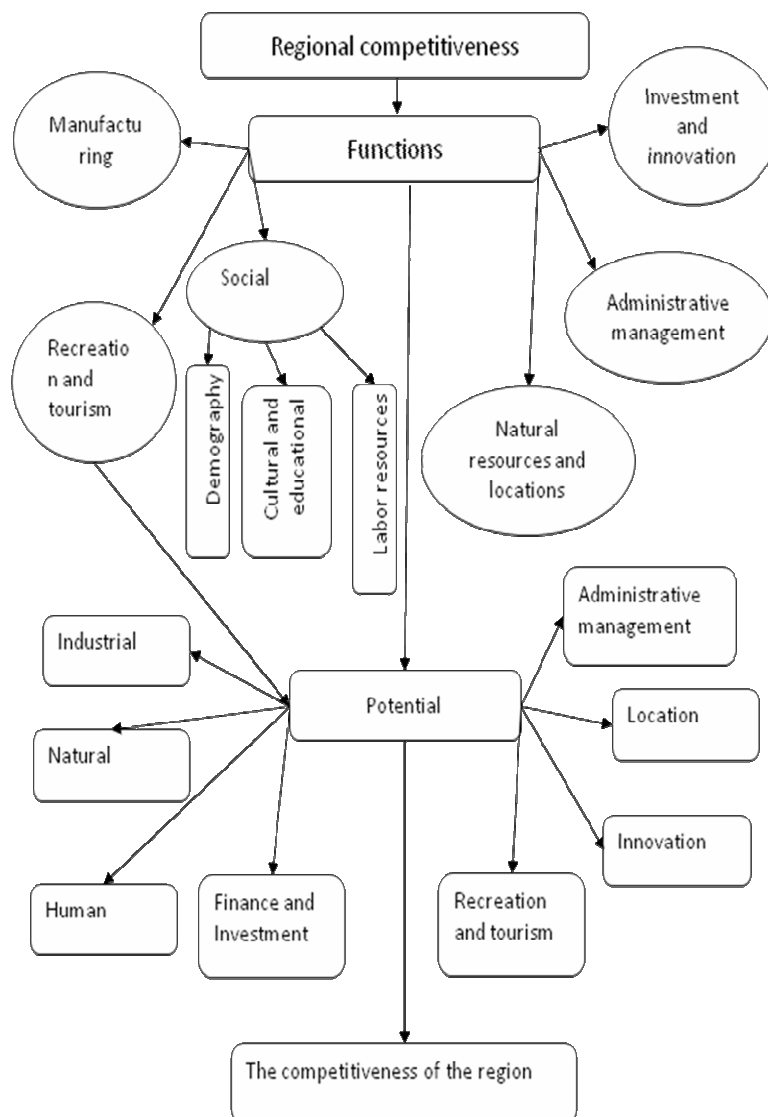 Regional competitiveness
Investment
and
innovation
Manufactu
ring
Functions
Social
Administrative
management
Recreatio
n and
tourism
Demography
Cultural and
educational
Labor resources
Natural
resources and
locations
Administrative
management
Industrial
Potential
Location
Natural
Innovation
Human
Finance and
Investment
Recreation
and tourism
The competitiveness of the region